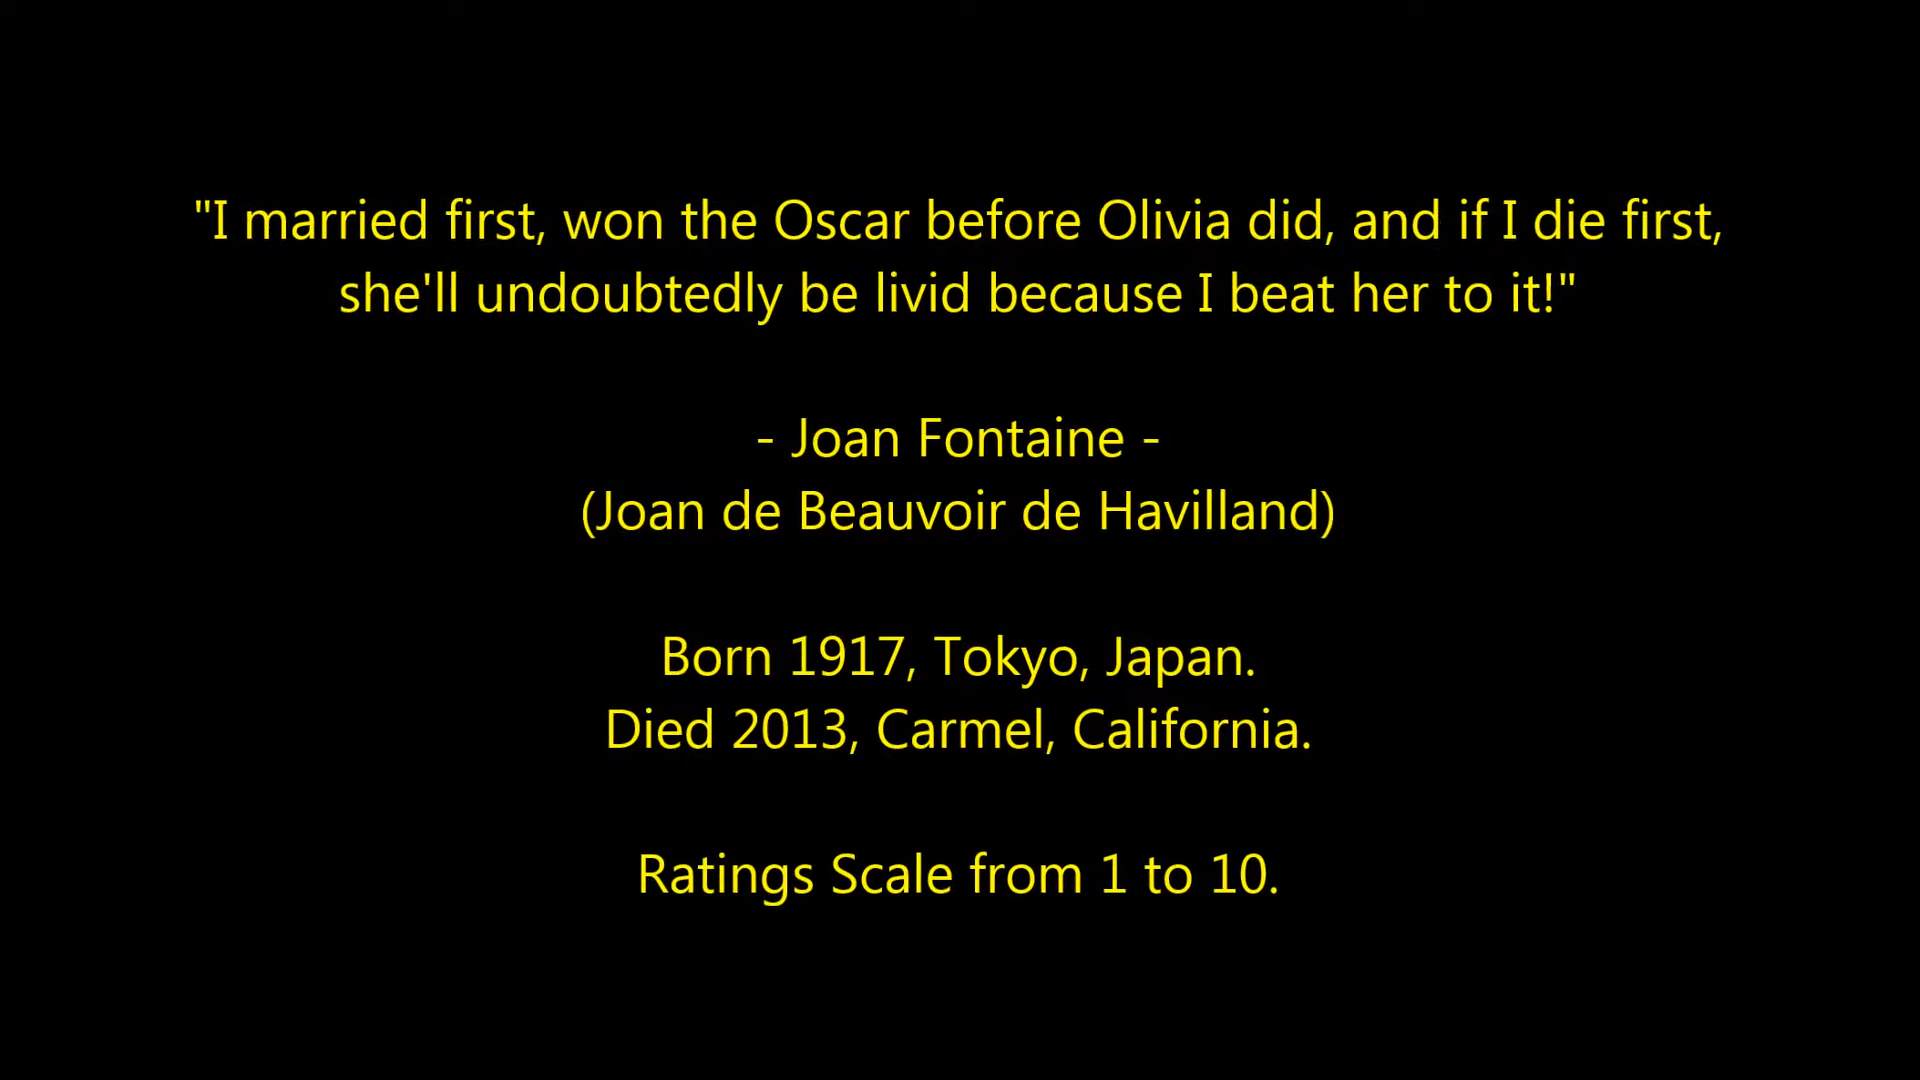 "I married first, won the Oscar before Olivia did, and if I die first,
she'll undoubtedly be livid because I beat her to it!"
- Joan Fontaine -
(Joan de Beauvoir de Havilland)
Born 1917, Tokyo, Japan.
Died 2013, Carmel, California.
Ratings Scale from 1 to 10.